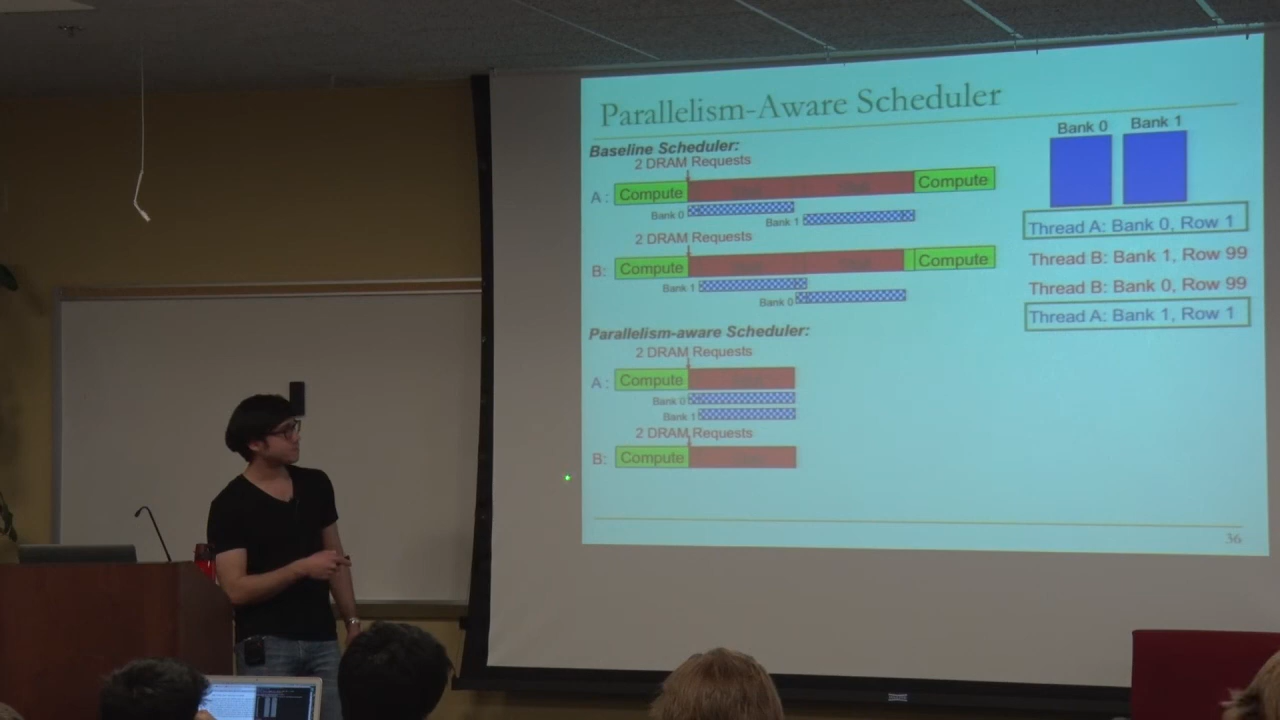 Parallelism-Aware Scheduler
Baseline Scheduler:
2 DRAM Requests
A: Compute Compute
Bank 0
Bank 1
2 DRAM Requests
B: Compute Compute
Bank 1
Bank 0
Parallelism-aware Scheduler:
2 DRAM Requests
A: Compute
Bank 0
Bank 1
2 DRAM Requests
B: Compute
Bank 0 Bank 1
Thread A: Bank 0, Row 1
Thread B: Bank 1, Row 99
Thread B: Bank 0, Row 99
Thread A: Bank 1, Row 1
36